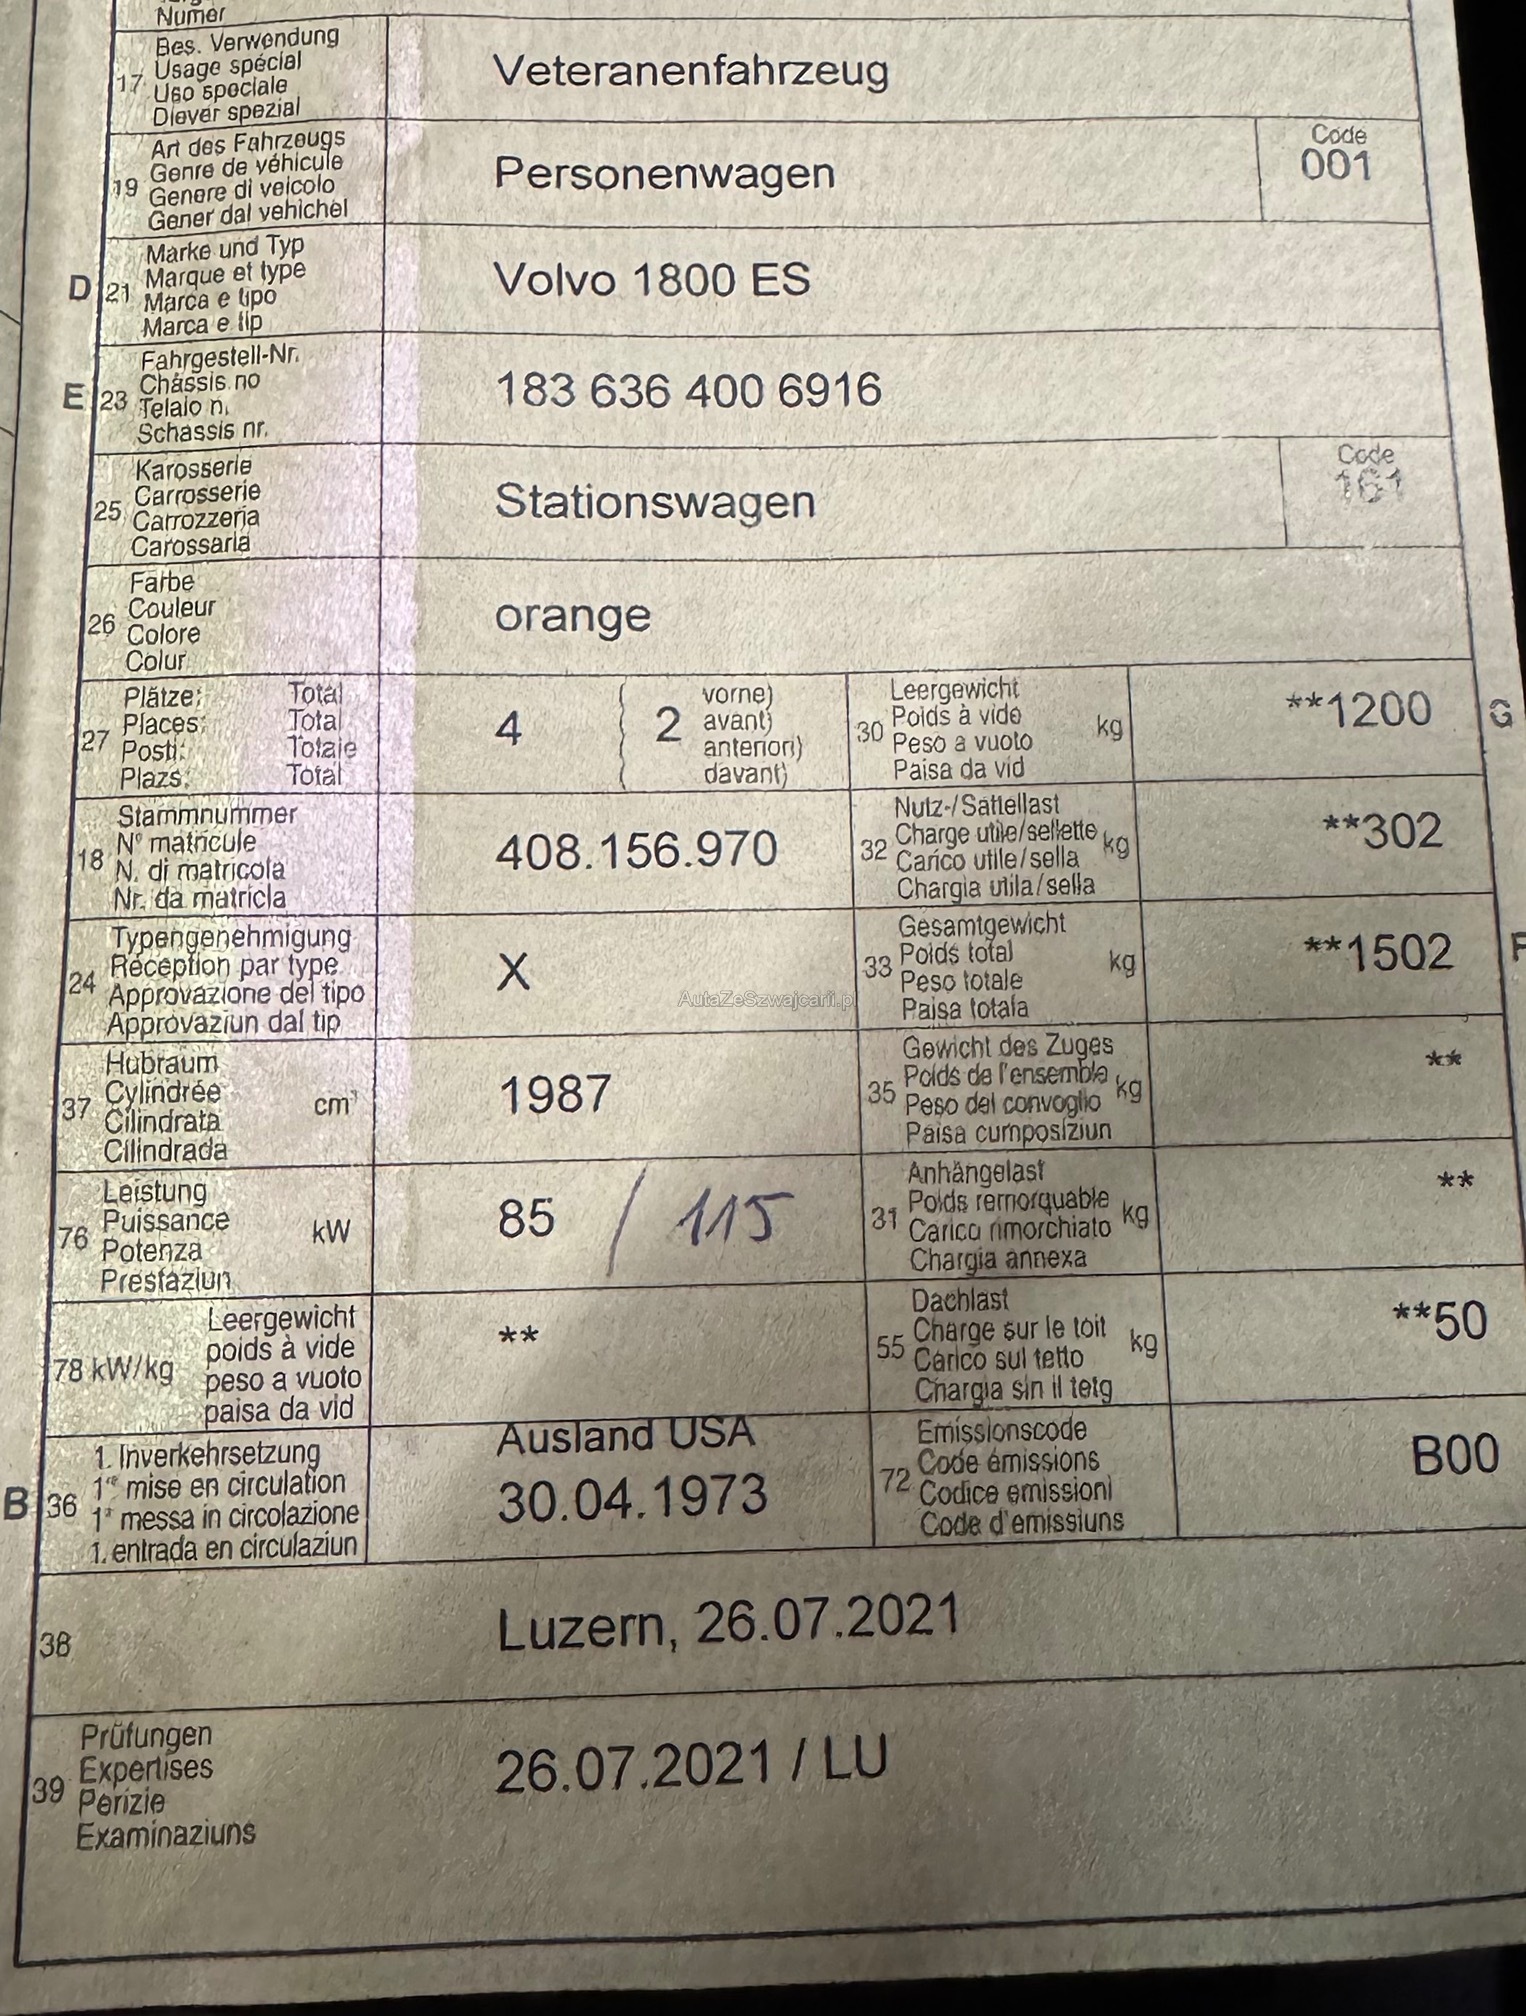 Numer
17 Bes. Verwendung
Usage spécial
Uso speciale
Diever spezial
Veteranenfahrzeug
19 Art des Fahrzeugs
Genre de véhicule
Genere di veicolo
Gener dal vehichel
Personenwagen
Code
001
D 21 Marke und Typ
Marque et type
Marca e tipo
Marca e tip
Volvo 1800 ES
E 23 Fahrgestell-Nr.
Châssis no
Telaio n.
Schassis nr.
183 636 400 6916
25 Karosserie
Carrosserie
Carrozzeria
Carossaria
Stationswagen
Code
161
26 Farbe
Couleur
Colore
Colur
orange
27 Plätze: Total
Places: Total
Posti: Totale
Plazs: Total
4 ( 2 vorne)
( avant)
( anteriori)
( davant)
30 Leergewicht
Poids à vide
Peso a vuoto
Paisa da vid
kg
**1200 G
18 Stammnummer
N° matricule
N. di matricola
Nr. da matricla
408.156.970
32 Nutz-/Sattellast
Charge utile/sellette
Carico utile/sella
Chargia utila/sella
kg
**302
24 Typengenehmigung
Réception par type
Approvazione del tipo
Approvaziun dal tip
X
33 Gesamtgewicht
Poids total
Peso totale
Paisa totala
kg
**1502 F
AutaZeSzwajcarii.p
37 Hubraum
Cylindrée
Cilindrata
Cilindrada
cm³
1987
35 Gewicht des Zuges
Poids de l'ensemble
Peso del convoglio
Paisa cumposiziun
kg
**
76 Leistung
Puissance
Potenza
Prestaziun
kW
85 / 115
31 Anhängelast
Poids remorquable
Carico rimorchiato
Chargia annexa
kg
**
78 kW/kg Leergewicht
poids à vide
peso a vuoto
paisa da vid
**
55 Dachlast
Charge sur le toit
Carico sul tetto
Chargia sin il tetg
kg
**50
B 36 1. Inverkehrsetzung
1re mise en circulation
1a messa in circolazione
1. entrada en circulaziun
Ausland USA
30.04.1973
72 Emissionscode
Code émissions
Codice emissioni
Code d'emissiuns
B00
38
Luzern, 26.07.2021
39 Prüfungen
Expertises
Perizie
Examinaziuns
26.07.2021 / LU